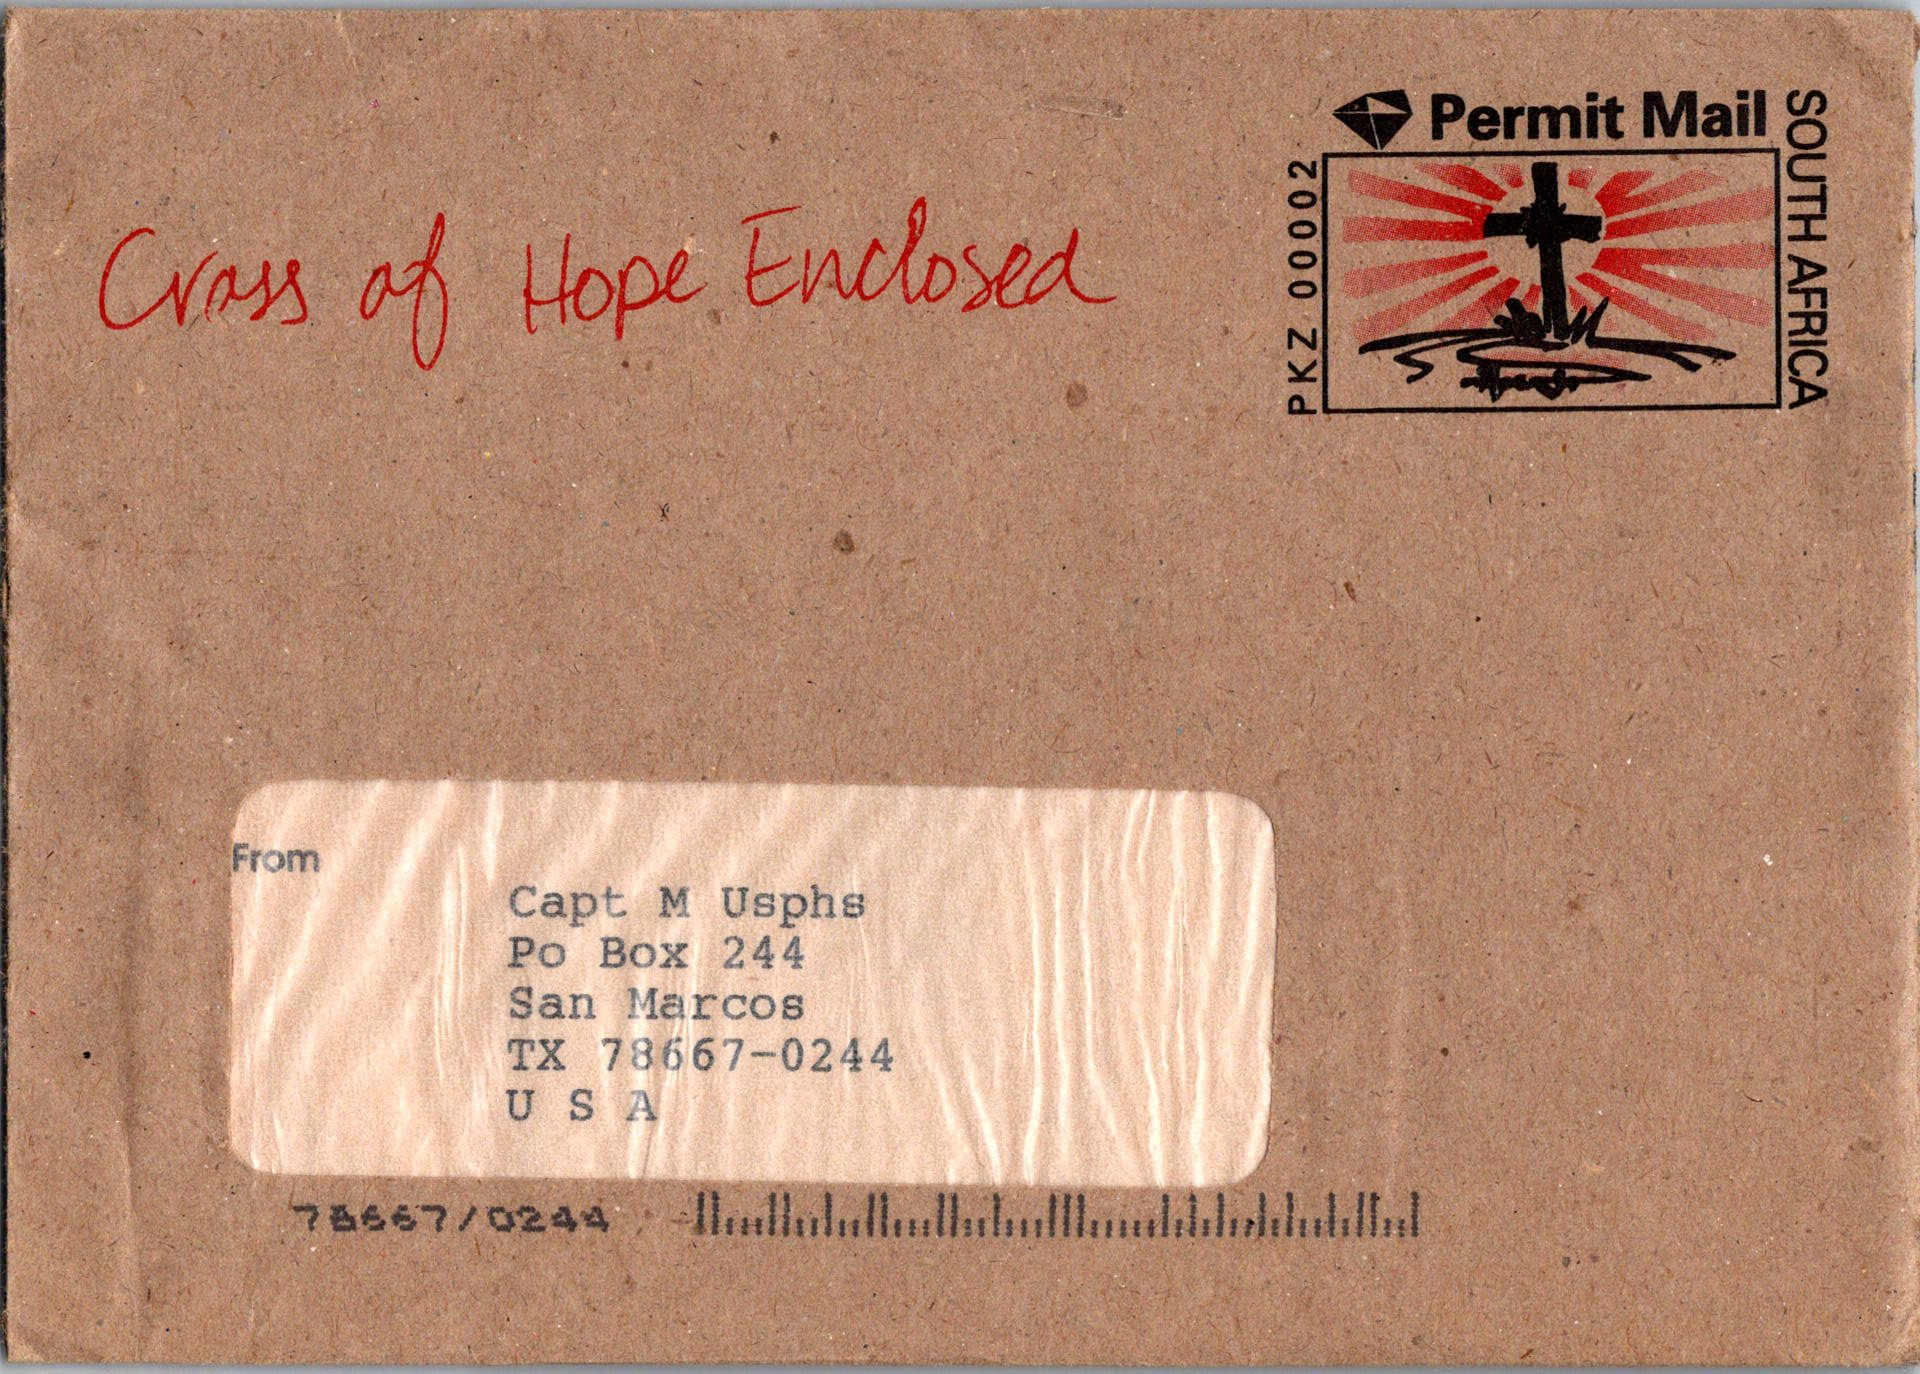 Permit Mail
SOUTH AFRICA
PKZ 00002
Cross of Hope Enclosed
From
Capt M Usphs
Po Box 244
San Marcos
TX 78667-0244
U S A
78667/0244